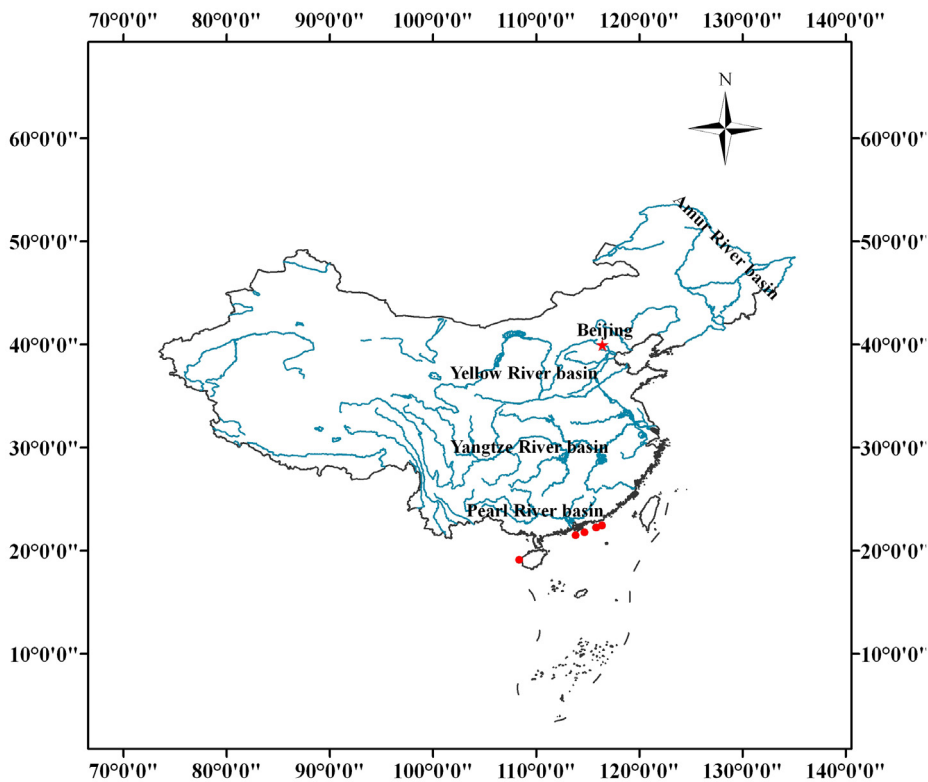 70°0'0" 80°0'0" 90°0'0" 100°0'0" 110°0'0" 120°0'0" 130°0'0" 140°0'0"
N
60°0'0" 60°0'0"
Amur River basin
50°0'0" 50°0'0"
Beijing
40°0'0" 40°0'0"
Yellow River basin
Yangtze River basin
30°0'0" 30°0'0"
Pearl River basin
20°0'0" 20°0'0"
10°0'0" 10°0'0"
70°0'0" 80°0'0" 90°0'0" 100°0'0" 110°0'0" 120°0'0" 130°0'0" 140°0'0"